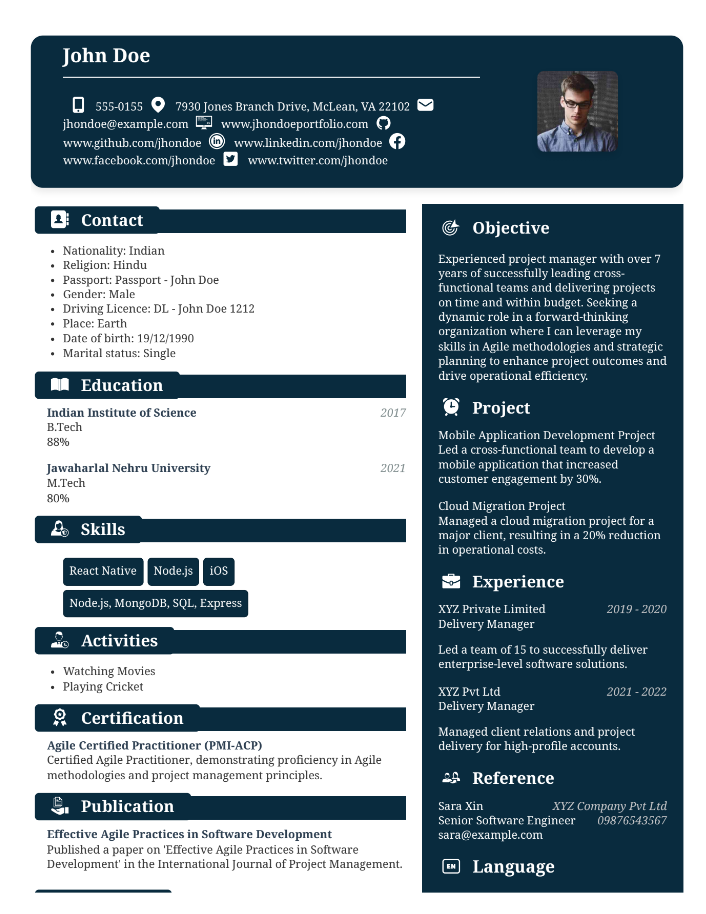 John Doe
555-0155 7930 Jones Branch Drive, McLean, VA 22102
jhondoe@example.com www.jhondoeportfolio.com
www.github.com/jhondoe www.linkedin.com/jhondoe
www.facebook.com/jhondoe www.twitter.com/jhondoe
Contact
• Nationality: Indian
• Religion: Hindu
• Passport: Passport - John Doe
• Gender: Male
• Driving Licence: DL - John Doe 1212
• Place: Earth
• Date of birth: 19/12/1990
• Marital status: Single
Education
Indian Institute of Science 2017
B.Tech
88%
Jawaharlal Nehru University 2021
M.Tech
80%
Skills
React Native Node.js iOS
Node.js, MongoDB, SQL, Express
Activities
• Watching Movies
• Playing Cricket
Certification
Agile Certified Practitioner (PMI-ACP)
Certified Agile Practitioner, demonstrating proficiency in Agile
methodologies and project management principles.
Publication
Effective Agile Practices in Software Development
Published a paper on 'Effective Agile Practices in Software
Development' in the International Journal of Project Management.
Objective
Experienced project manager with over 7
years of successfully leading cross-
functional teams and delivering projects
on time and within budget. Seeking a
dynamic role in a forward-thinking
organization where I can leverage my
skills in Agile methodologies and strategic
planning to enhance project outcomes and
drive operational efficiency.
Project
Mobile Application Development Project
Led a cross-functional team to develop a
mobile application that increased
customer engagement by 30%.
Cloud Migration Project
Managed a cloud migration project for a
major client, resulting in a 20% reduction
in operational costs.
Experience
XYZ Private Limited 2019 - 2020
Delivery Manager
Led a team of 15 to successfully deliver
enterprise-level software solutions.
XYZ Pvt Ltd 2021 - 2022
Delivery Manager
Managed client relations and project
delivery for high-profile accounts.
Reference
Sara Xin XYZ Company Pvt Ltd
Senior Software Engineer 09876543567
sara@example.com
EN Language